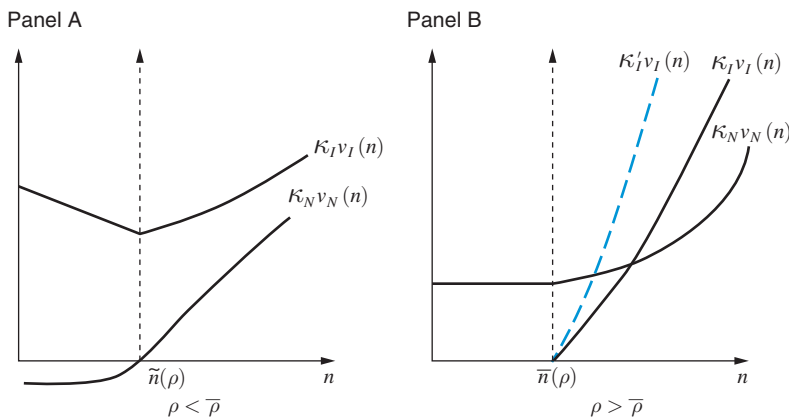 Panel A
κ_I v_I(n)
κ_N v_N(n)
ñ(ρ)
n
ρ < ρ̅
Panel B
κ′_I v_I(n)
κ_I v_I(n)
κ_N v_N(n)
n̅(ρ)
n
ρ > ρ̅